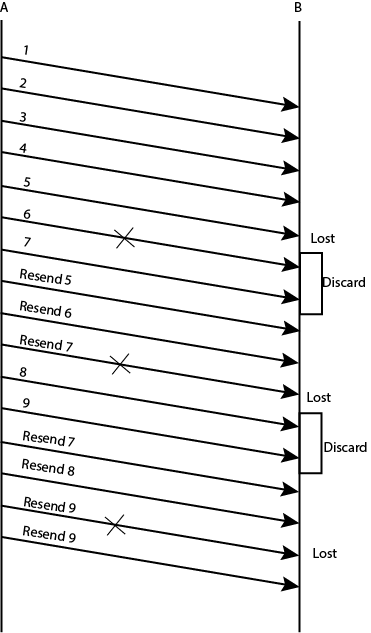 A B
1
2
3
4
5
6
Lost
7
Discard
Resend 5
Resend 6
Resend 7
Lost
8
9
Discard
Resend 7
Resend 8
Resend 9
Lost
Resend 9